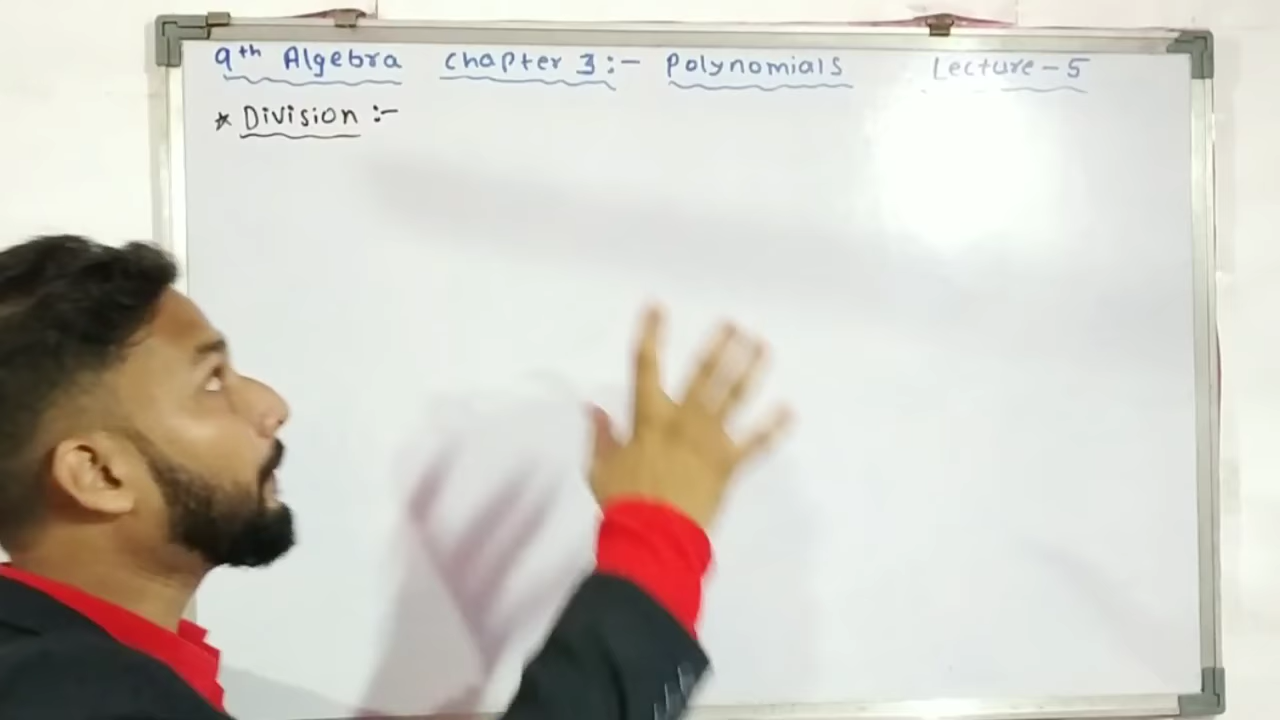 9th Algebra Chapter 3:- Polynomials Lecture-5
* Division :-